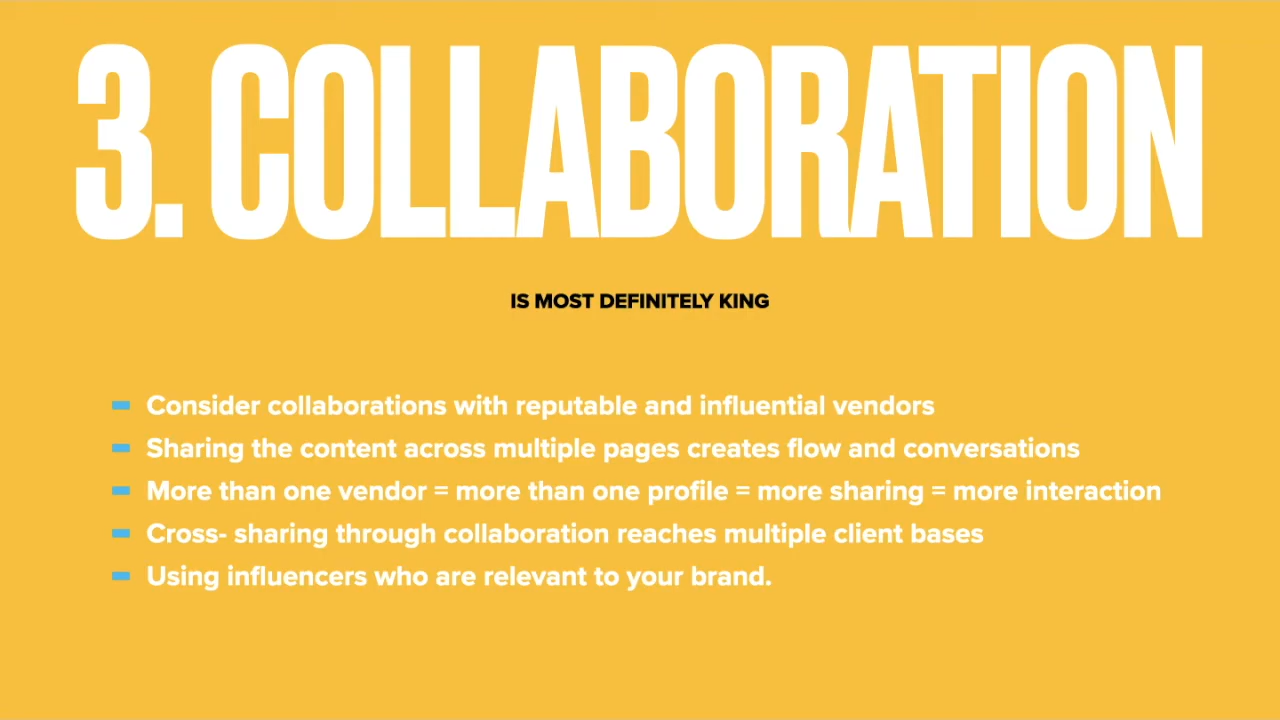 3. COLLABORATION
IS MOST DEFINITELY KING
Consider collaborations with reputable and influential vendors
Sharing the content across multiple pages creates flow and conversations
More than one vendor = more than one profile = more sharing = more interaction
Cross- sharing through collaboration reaches multiple client bases
Using influencers who are relevant to your brand.